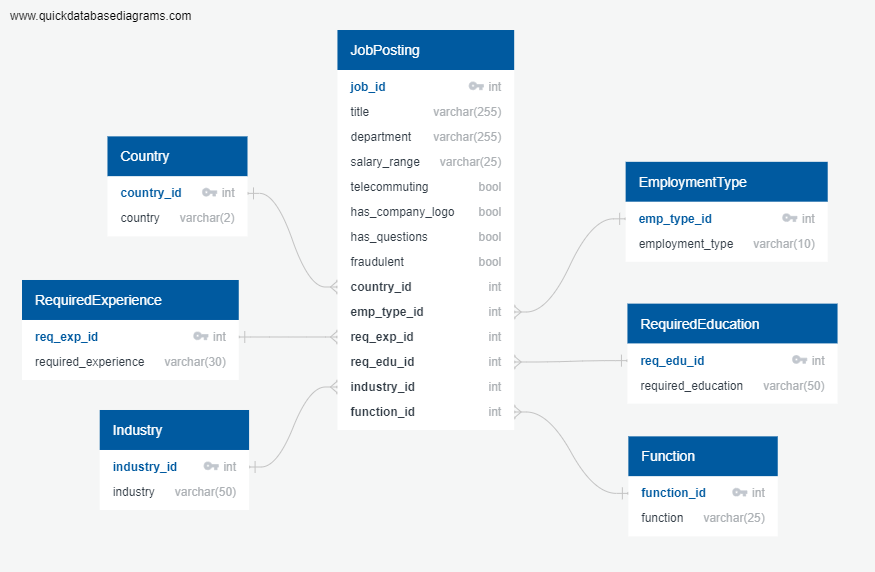 www.quickdatabasediagrams.com
JobPosting
job_id int
title varchar(255)
department varchar(255)
salary_range varchar(25)
telecommuting bool
has_company_logo bool
has_questions bool
fraudulent bool
country_id int
emp_type_id int
req_exp_id int
req_edu_id int
industry_id int
function_id int
Country
country_id int
country varchar(2)
RequiredExperience
req_exp_id int
required_experience varchar(30)
Industry
industry_id int
industry varchar(50)
EmploymentType
emp_type_id int
employment_type varchar(10)
RequiredEducation
req_edu_id int
required_education varchar(50)
Function
function_id int
function varchar(25)